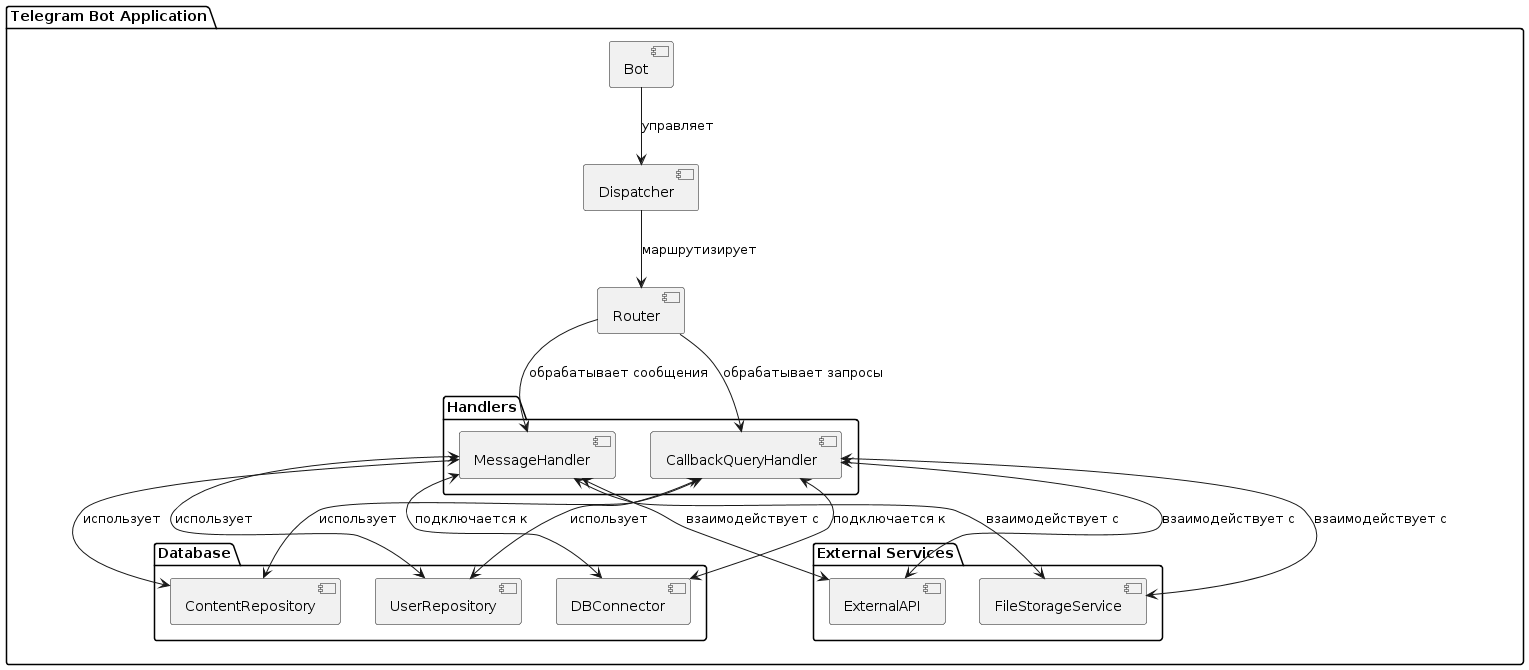 Telegram Bot Application
Bot
управляет
Dispatcher
маршрутизирует
Router
обрабатывает сообщения
обрабатывает запросы
Handlers
MessageHandler
CallbackQueryHandler
использует
использует
использует
подключается к
использует
взаимодействует с
подключается к
взаимодействует с
взаимодействует с
взаимодействует с
Database
External Services
ContentRepository
UserRepository
DBConnector
ExternalAPI
FileStorageService